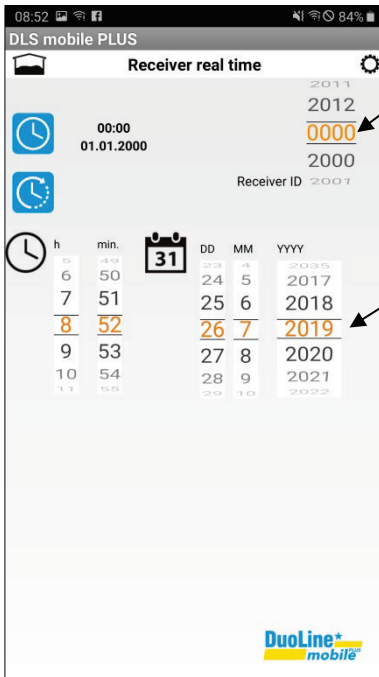 08:52 84%
DLS mobile PLUS
Receiver real time
2011
2012
00:00 0000
01.01.2000
2000
Receiver ID 2001
h min. 31 DD MM YYYY
5 49 23 4 2035
6 50 24 5 2017
7 51 25 6 2018
8 52 26 7 2019
9 53 27 8 2020
10 54 28 9 2021
11 55 29 10 2022
DuoLine
mobile PLUS